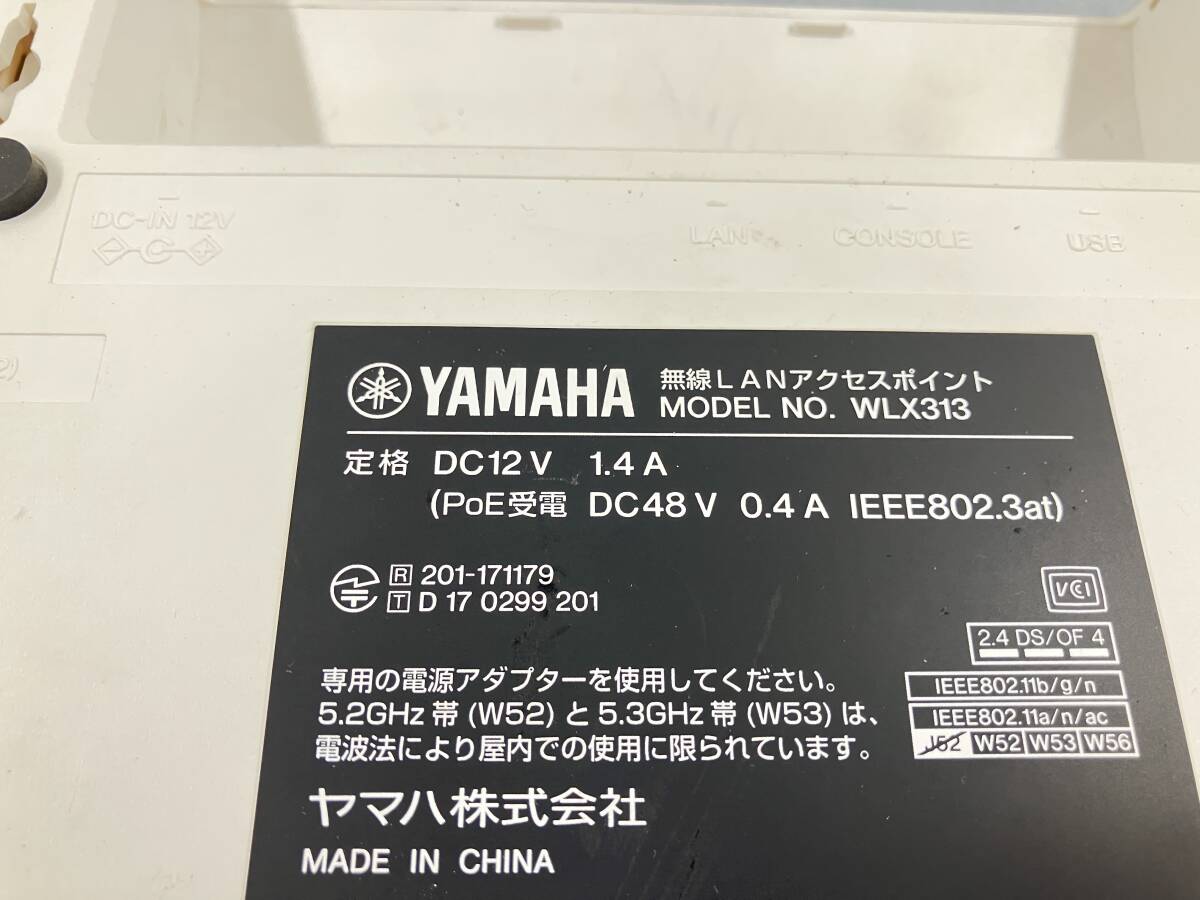 DC-IN 12V
LAN
CONSOLE
USB
2)
YAMAHA
無線LANアクセスポイント
MODEL NO. WLX313
定格 DC12V 1.4A
(PoE受電 DC48V 0.4A IEEE802.3at)
R 201-171179
T D 17 0299 201
VCI
2.4 DS/OF 4
専用の電源アダプターを使用してください。
5.2GHz帯(W52)と5.3GHz帯(W53)は、
電波法により屋内での使用に限られています。
IEEE802.11b/g/n
IEEE802.11a/n/ac
J52 W52 W53 W56
ヤマハ株式会社
MADE IN CHINA